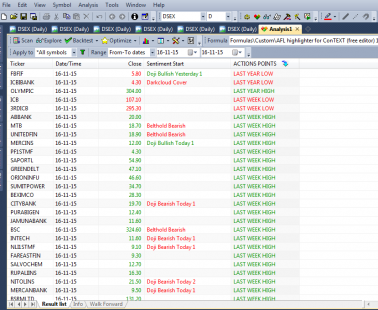 File Edit View Symbol Analysis Tools Window Help
DSEX D
DSEX (Daily) DSEX (Daily) DSEX (Daily) DSEX (Daily) DSEX (Daily) Analysis1
Scan Explore Backtest Optimize Formula Formulas\Custom\AFL highlighter for ConTEXT (free editor)
Apply to *All symbols Range From-To dates 16-11-15 16-11-15
Ticker Date/Time Close Sentiment Start ACTIONS POINTS
FBFIF 16-11-15 5.80 Doji Bullish Yesterday 1 LAST YEAR LOW
ICBIBANK 16-11-15 4.30 Darkcloud Cover LAST YEAR LOW
OLYMPIC 16-11-15 304.00 LAST YEAR HIGH
ICB 16-11-15 107.20 LAST WEEK LOW
3RDICB 16-11-15 295.30 LAST WEEK LOW
ABBANK 16-11-15 20.00 LAST WEEK HIGH
MTB 16-11-15 18.70 Belthold Bearish LAST WEEK HIGH
UNITEDFIN 16-11-15 18.90 Belthold Bearish LAST WEEK HIGH
MERCINS 16-11-15 12.00 Doji Bullish Today 1 LAST WEEK HIGH
PF1STMF 16-11-15 4.30 LAST WEEK HIGH
SAPORTL 16-11-15 54.90 LAST WEEK HIGH
GREENDELT 16-11-15 47.10 LAST WEEK HIGH
ORIONINFU 16-11-15 46.60 LAST WEEK HIGH
SUMITPOWER 16-11-15 34.70 LAST WEEK HIGH
BEXIMCO 16-11-15 28.30 LAST WEEK HIGH
CITYBANK 16-11-15 19.70 Doji Bearish Today 1 LAST WEEK HIGH
PURABIGEN 16-11-15 12.40 LAST WEEK HIGH
JAMUNABANK 16-11-15 11.60 LAST WEEK HIGH
BSC 16-11-15 324.60 Belthold Bearish LAST WEEK HIGH
INTECH 16-11-15 11.60 Doji Bearish Today 1 LAST WEEK HIGH
NLI1STMF 16-11-15 9.10 Doji Bearish Today 1 LAST WEEK HIGH
FAREASTFIN 16-11-15 9.30 LAST WEEK HIGH
SALVOCHEM 16-11-15 12.70 LAST WEEK HIGH
RUPALINS 16-11-15 16.30 LAST WEEK HIGH
NITOLINS 16-11-15 21.50 Doji Bearish Today 2 LAST WEEK HIGH
MERCANBANK 16-11-15 9.50 Doji Bearish Today 1 LAST WEEK HIGH
BSRMLTD 16-11-15 131.20 LAST WEEK HIGH
Result list Info Walk Forward